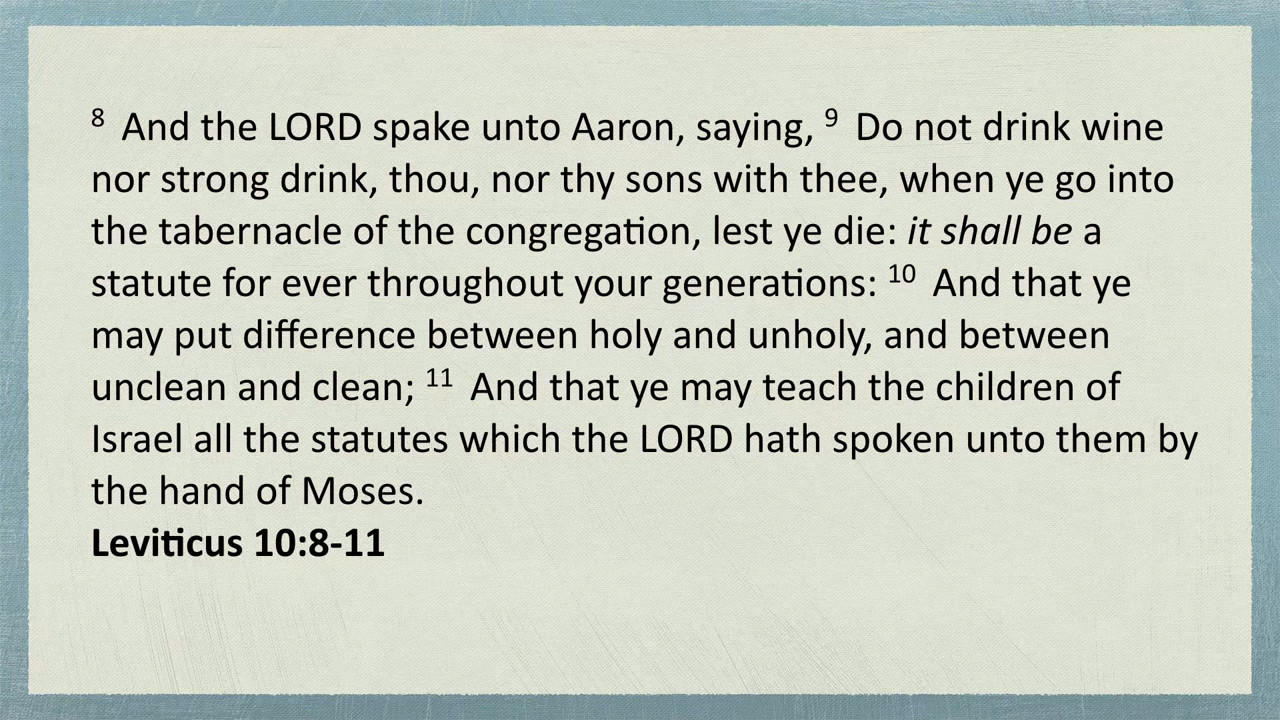 8 And the LORD spake unto Aaron, saying, 9 Do not drink wine
nor strong drink, thou, nor thy sons with thee, when ye go into
the tabernacle of the congregation, lest ye die: it shall be a
statute for ever throughout your generations: 10 And that ye
may put difference between holy and unholy, and between
unclean and clean; 11 And that ye may teach the children of
Israel all the statutes which the LORD hath spoken unto them by
the hand of Moses.
Leviticus 10:8-11